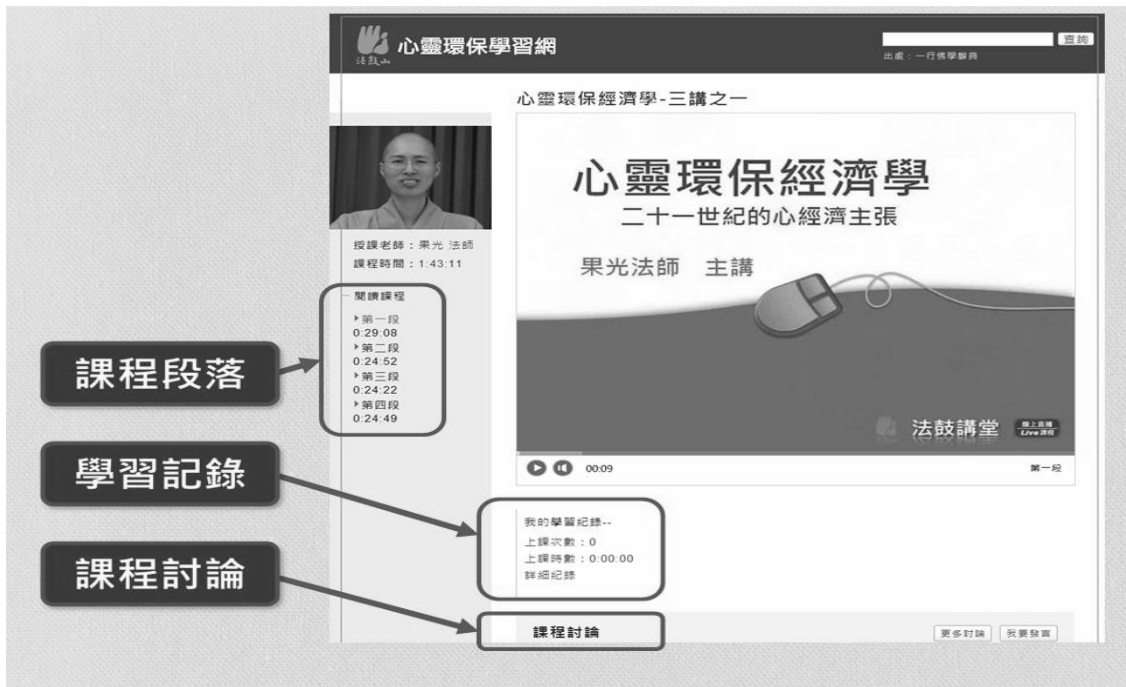 法鼓山
心靈環保學習網
查詢
出處：一行佛學辭典
心靈環保經濟學-三講之一
授課老師：果光 法師
課程時間：1:43:11
閱讀課程
第一段
0:29:08
第二段
0:24:52
第三段
0:24:22
第四段
0:24:49
心靈環保經濟學
二十一世紀的心經濟主張
果光法師 主講
法鼓講堂
線上直播
Live 課程
00:09
第一段
課程段落
學習記錄
課程討論
我的學習紀錄--
上課次數：0
上課時數：0:00:00
詳細紀錄
課程討論
更多討論
我要發言